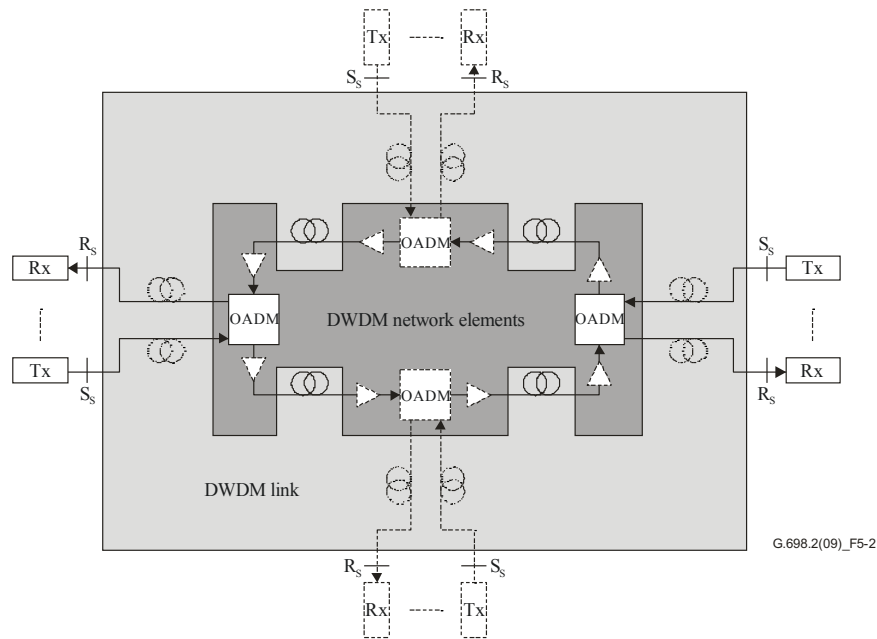 Tx Rx
S_S R_S
R_S S_S
Rx OADM Tx
OADM DWDM network elements OADM
Tx OADM Rx
S_S R_S
DWDM link
G.698.2(09)_F5-2
R_S S_S
Rx Tx